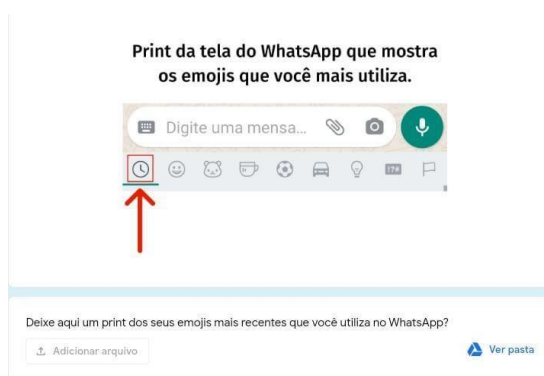 Print da tela do WhatsApp que mostra
os emojis que você mais utiliza.
Digite uma mensa...
Deixe aqui um print dos seus emojis mais recentes que você utiliza no WhatsApp?
Adicionar arquivo
Ver pasta